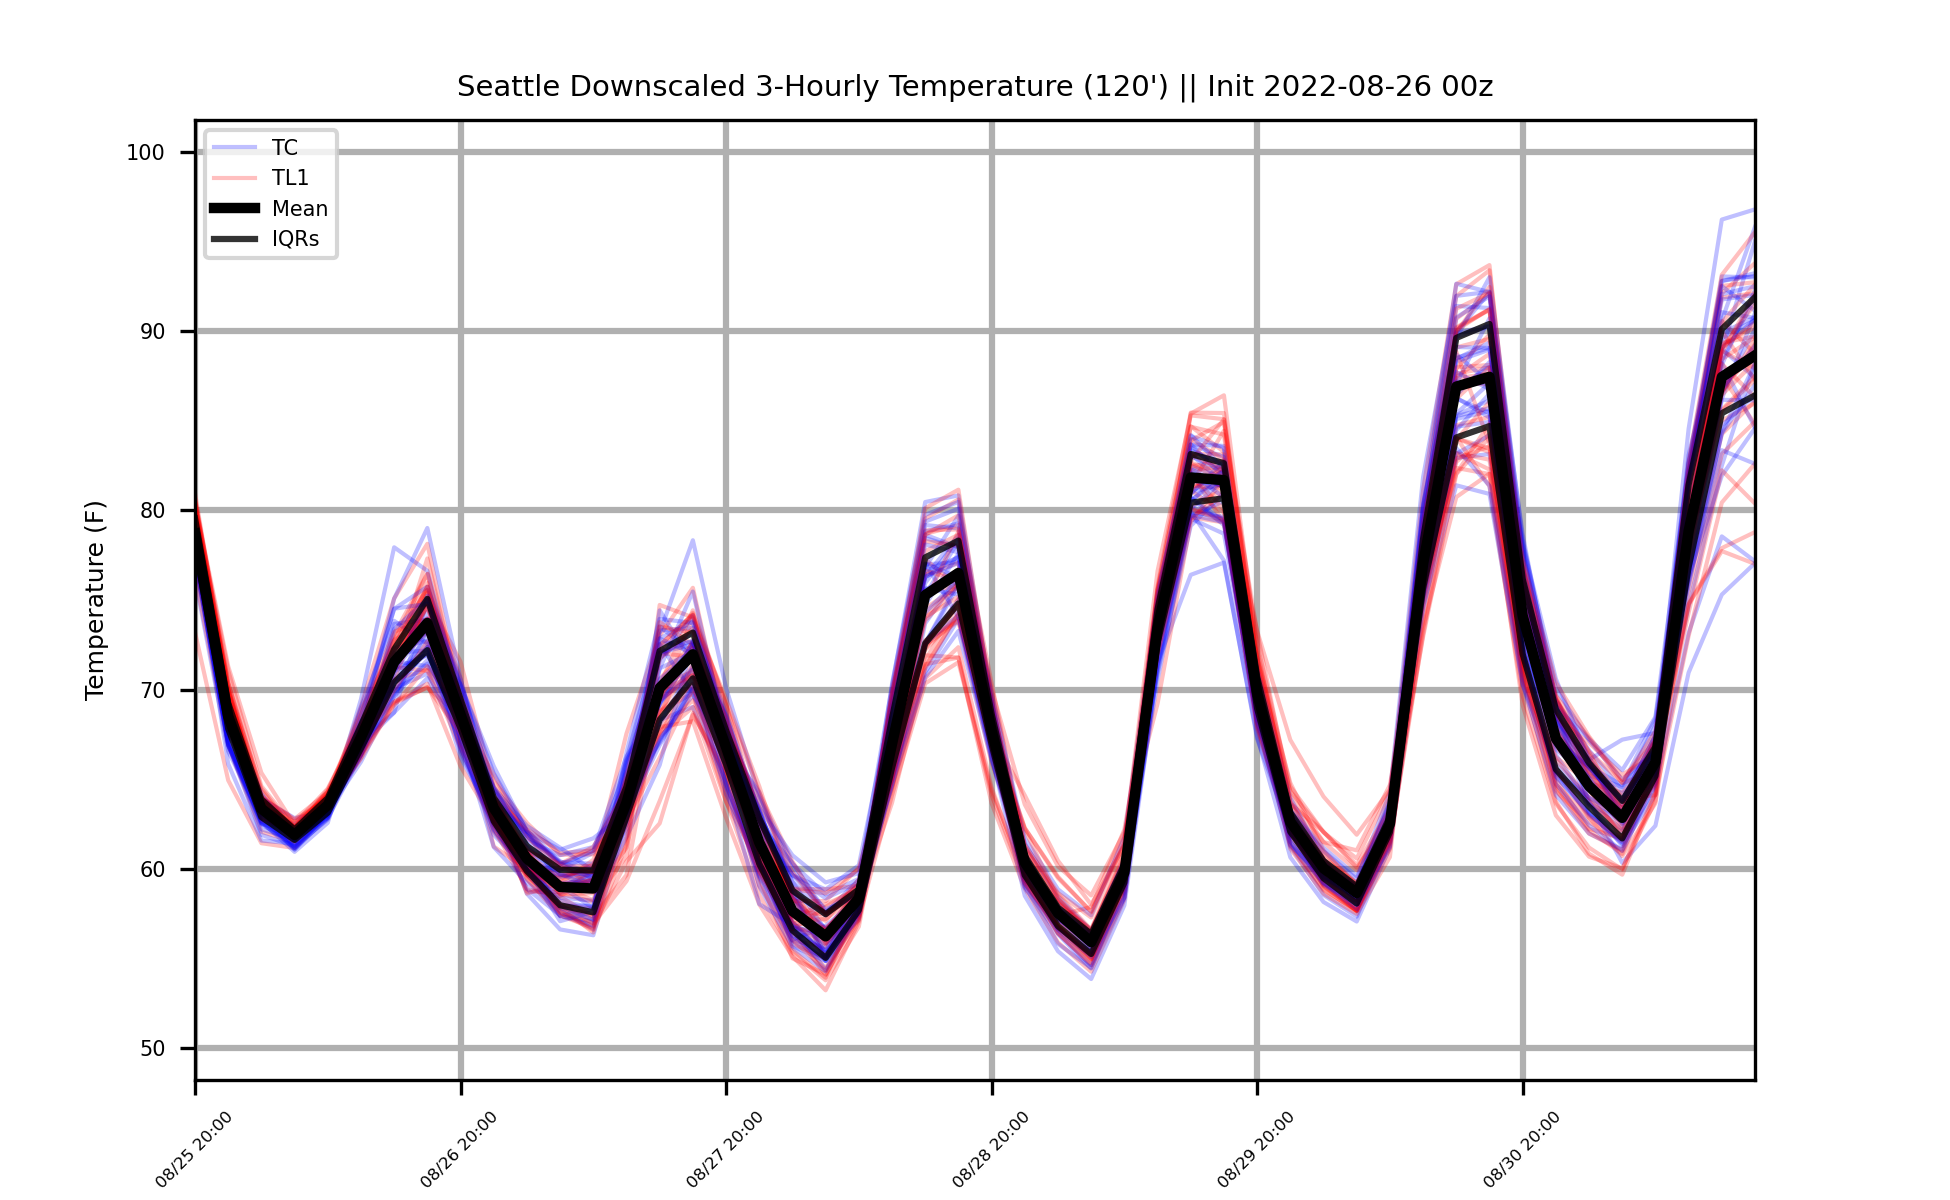 Seattle Downscaled 3-Hourly Temperature (120') || Init 2022-08-26 00z
TC
TL1
Mean
IQRs
Temperature (F)
100
90
80
70
60
50
08/25 20:00
08/26 20:00
08/27 20:00
08/28 20:00
08/29 20:00
08/30 20:00